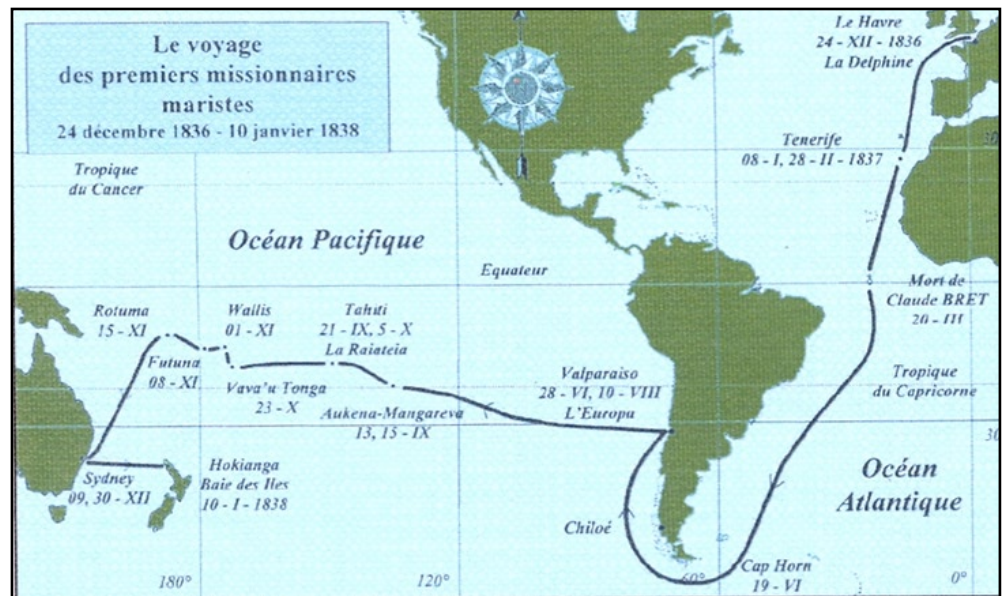 Le voyage
des premiers missionnaires
maristes
24 décembre 1836 - 10 janvier 1838
Le Havre
24 - XII - 1836
La Delphine
Tenerife
08 - I, 28 - II - 1837
Tropique
du Cancer
Océan Pacifique
Equateur
Mort de
Claude BRET
20 - III
Rotuma
15 - XI
Wallis
01 - XI
Tahiti
21 - IX, 5 - X
La Raiateia
Futuna
08 - XI
Vava'u Tonga
23 - X
Valparaiso
28 - VI, 10 - VIII
L'Europa
Tropique
du Capricorne
Aukena-Mangareva
13, 15 - IX
30
Sydney
09, 30 - XII
Hokianga
Baie des Iles
10 - I - 1838
Océan
Atlantique
Chiloé
Cap Horn
19 - VI
180°
120°
60°
0°